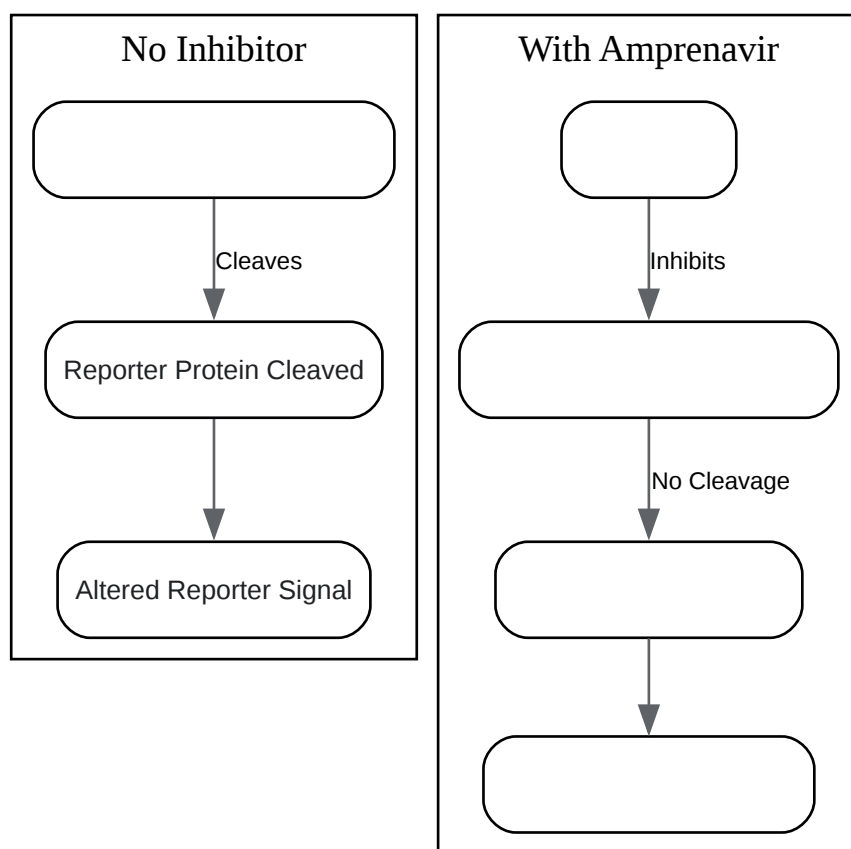 No Inhibitor
Cleaves
Reporter Protein Cleaved
Altered Reporter Signal
With Amprenavir
Inhibits
No Cleavage